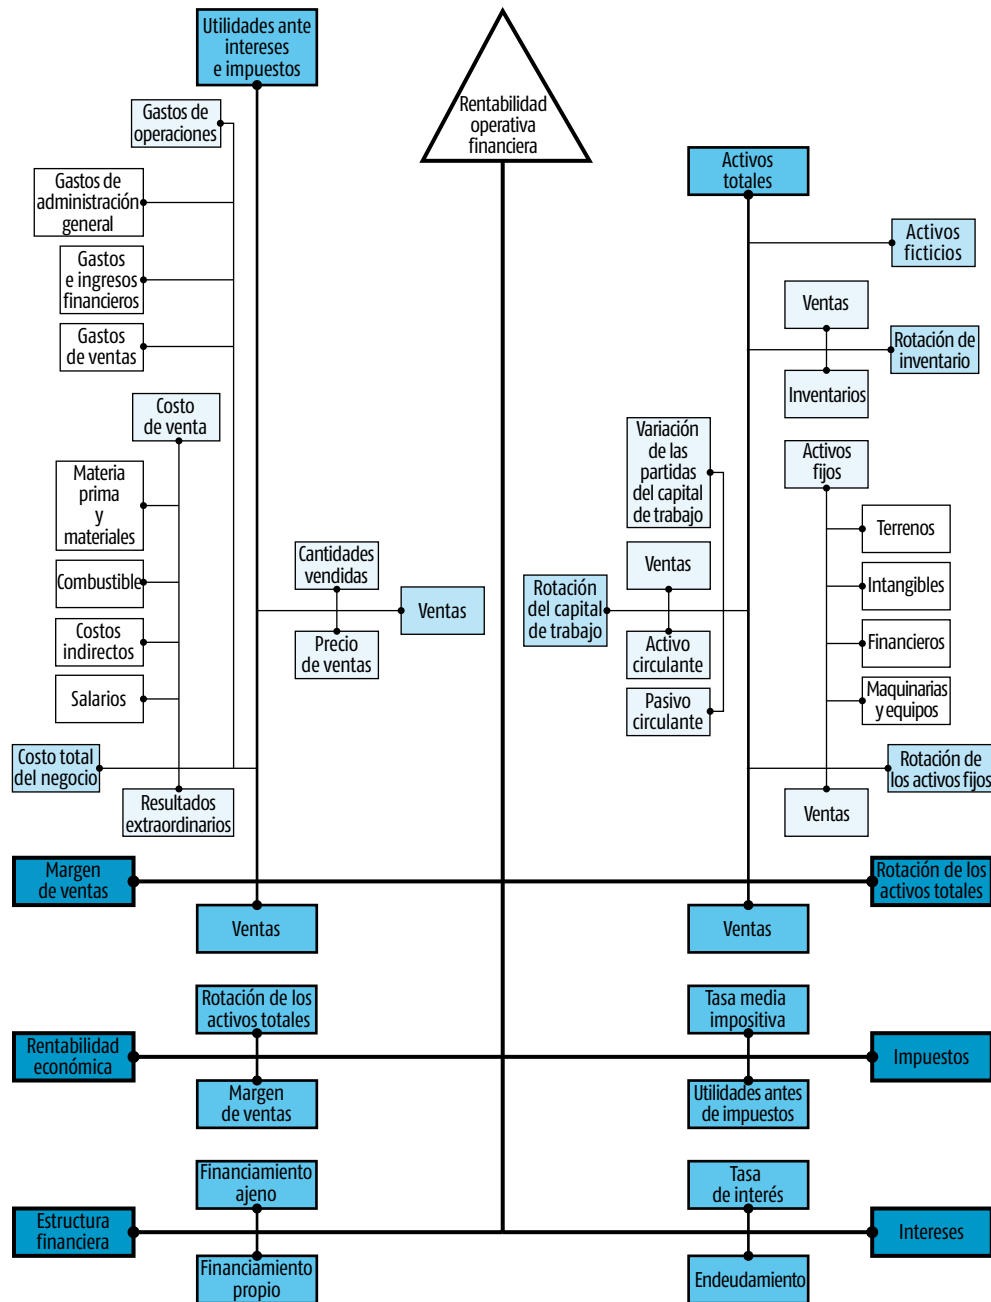 Utilidades ante
intereses
e impuestos
Rentabilidad
operativa
financiera
Gastos de
operaciones
Activos
totales
Gastos de
administración
general
Activos
ficticios
Gastos
e ingresos
financieros
Ventas
Gastos
de ventas
Rotación de
inventario
Inventarios
Costo
de venta
Variación
de las
partidas
del capital
de trabajo
Activos
fijos
Materia
prima
y
materiales
Terrenos
Combustible
Cantidades
vendidas
Ventas
Intangibles
Ventas
Rotación
del capital
de trabajo
Costos
indirectos
Precio
de ventas
Activo
circulante
Financieros
Salarios
Pasivo
circulante
Maquinarias
y equipos
Costo total
del negocio
Rotación de
los activos fijos
Resultados
extraordinarios
Ventas
Margen
de ventas
Rotación de los
activos totales
Ventas
Ventas
Rotación de los
activos totales
Tasa media
impositiva
Rentabilidad
económica
Impuestos
Margen
de ventas
Utilidades antes
de impuestos
Financiamiento
ajeno
Tasa
de interés
Estructura
financiera
Intereses
Financiamiento
propio
Endeudamiento